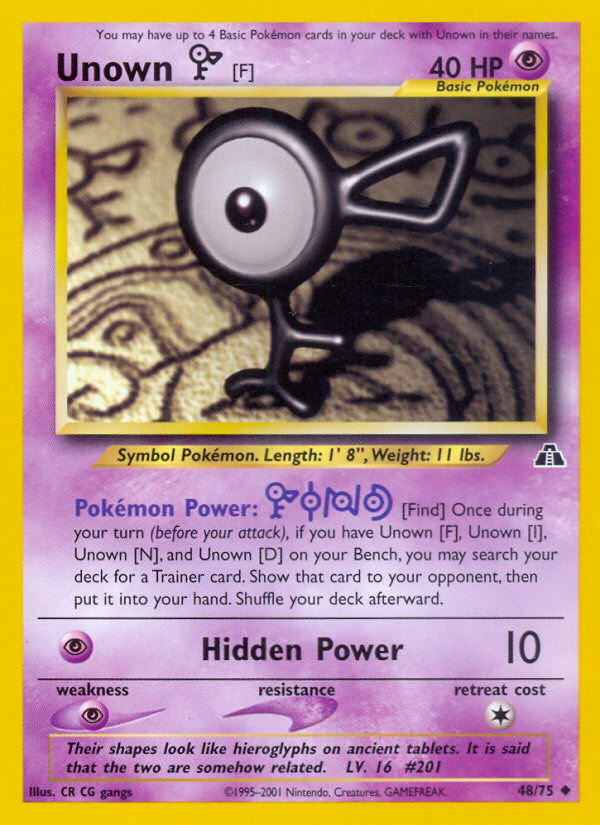 You may have up to 4 Basic Pokémon cards in your deck with Unown in their names.
Unown [F] 40 HP
Basic Pokémon
Symbol Pokémon. Length: 1' 8", Weight: 11 lbs.
Pokémon Power: FIND [Find] Once during
your turn (before your attack), if you have Unown [F], Unown [I],
Unown [N], and Unown [D] on your Bench, you may search your
deck for a Trainer card. Show that card to your opponent, then
put it into your hand. Shuffle your deck afterward.
Hidden Power 10
weakness resistance retreat cost
Their shapes look like hieroglyphs on ancient tablets. It is said
that the two are somehow related. LV. 16 #201
Illus. CR CG gangs ©1995–2001 Nintendo, Creatures, GAMEFREAK. 48/75